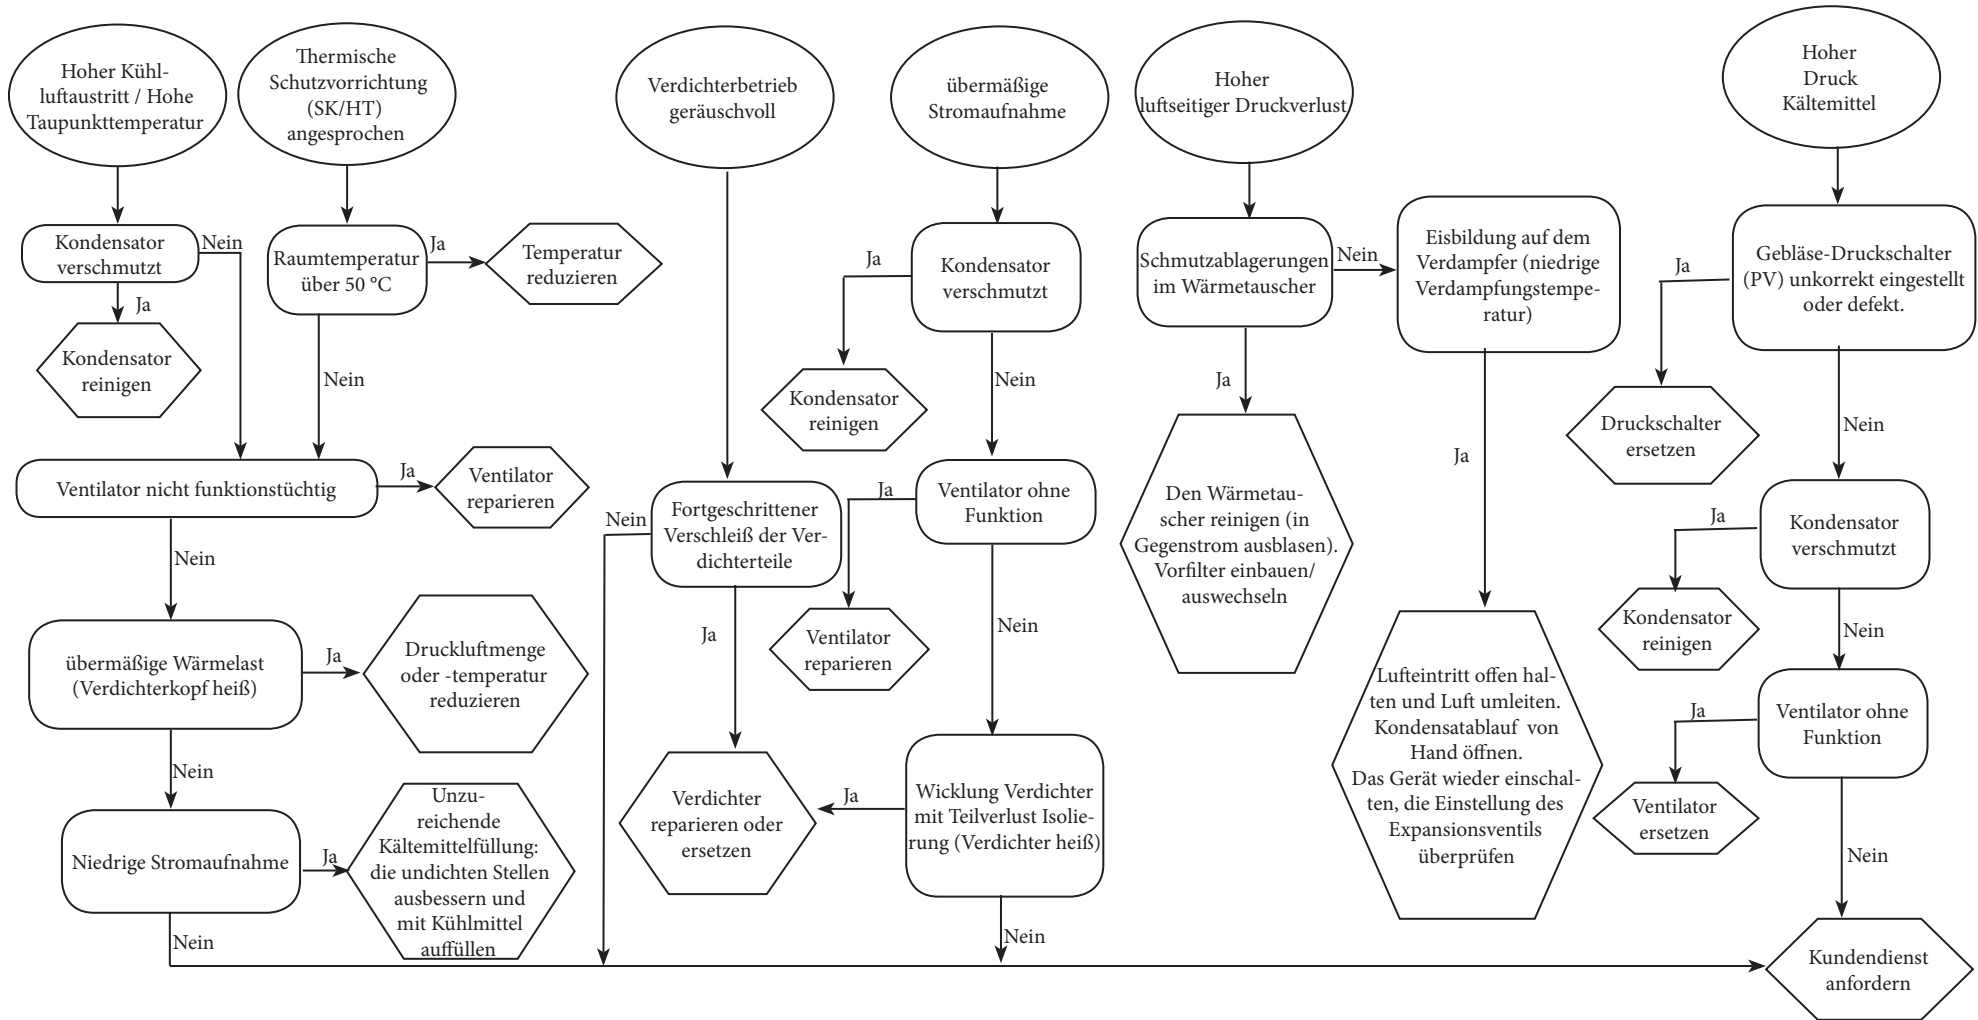 Hoher Kühl-
luftaustritt / Hohe
Taupunkttemperatur
Thermische
Schutzvorrichtung
(SK/HT)
angesprochen
Verdichterbetrieb
geräuschvoll
übermäßige
Stromaufnahme
Hoher
luftseitiger Druckverlust
Hoher
Druck
Kältemittel
Kondensator
verschmutzt
Nein
Ja
Kondensator
reinigen
Raumtemperatur
über 50 °C
Ja
Temperatur
reduzieren
Nein
Ventilator nicht funktionstüchtig
Ja
Ventilator
reparieren
Nein
übermäßige Wärmelast
(Verdichterkopf heiß)
Ja
Druckluftmenge
oder -temperatur
reduzieren
Nein
Niedrige Stromaufnahme
Ja
Unzu-
reichende
Kältemittelfüllung:
die undichten Stellen
ausbessern und
mit Kühlmittel
auffüllen
Nein
Fortgeschrittener
Verschleiß der Ver-
dichterteile
Nein
Ja
Verdichter
reparieren oder
ersetzen
Kondensator
verschmutzt
Ja
Kondensator
reinigen
Nein
Ventilator ohne
Funktion
Ja
Ventilator
reparieren
Nein
Wicklung Verdichter
mit Teilverlust Isolie-
rung (Verdichter heiß)
Ja
Nein
Schmutzablagerungen
im Wärmetauscher
Nein
Ja
Den Wärmetau-
scher reinigen (in
Gegenstrom ausblasen).
Vorfilter einbauen/
auswechseln
Eisbildung auf dem
Verdampfer (niedrige
Verdampfungstempe-
ratur)
Ja
Lufteintritt offen hal-
ten und Luft umleiten.
Kondensatablauf von
Hand öffnen.
Das Gerät wieder einschal-
ten, die Einstellung des
Expansionsventils
überprüfen
Gebläse-Druckschalter
(PV) unkorrekt eingestellt
oder defekt.
Ja
Druckschalter
ersetzen
Nein
Kondensator
verschmutzt
Ja
Kondensator
reinigen
Nein
Ventilator ohne
Funktion
Ja
Ventilator
ersetzen
Nein
Kundendienst
anfordern